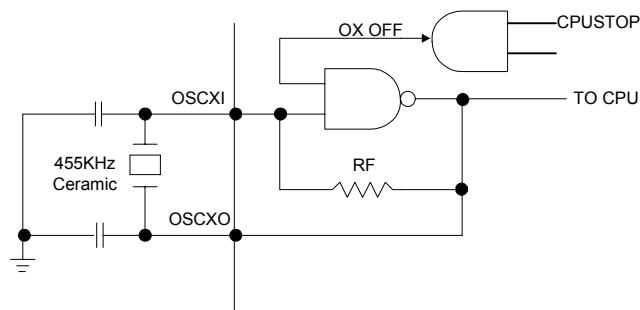 OX OFF
CPUSTOP
OSCXI
TO CPU
455KHz
Ceramic
RF
OSCXO